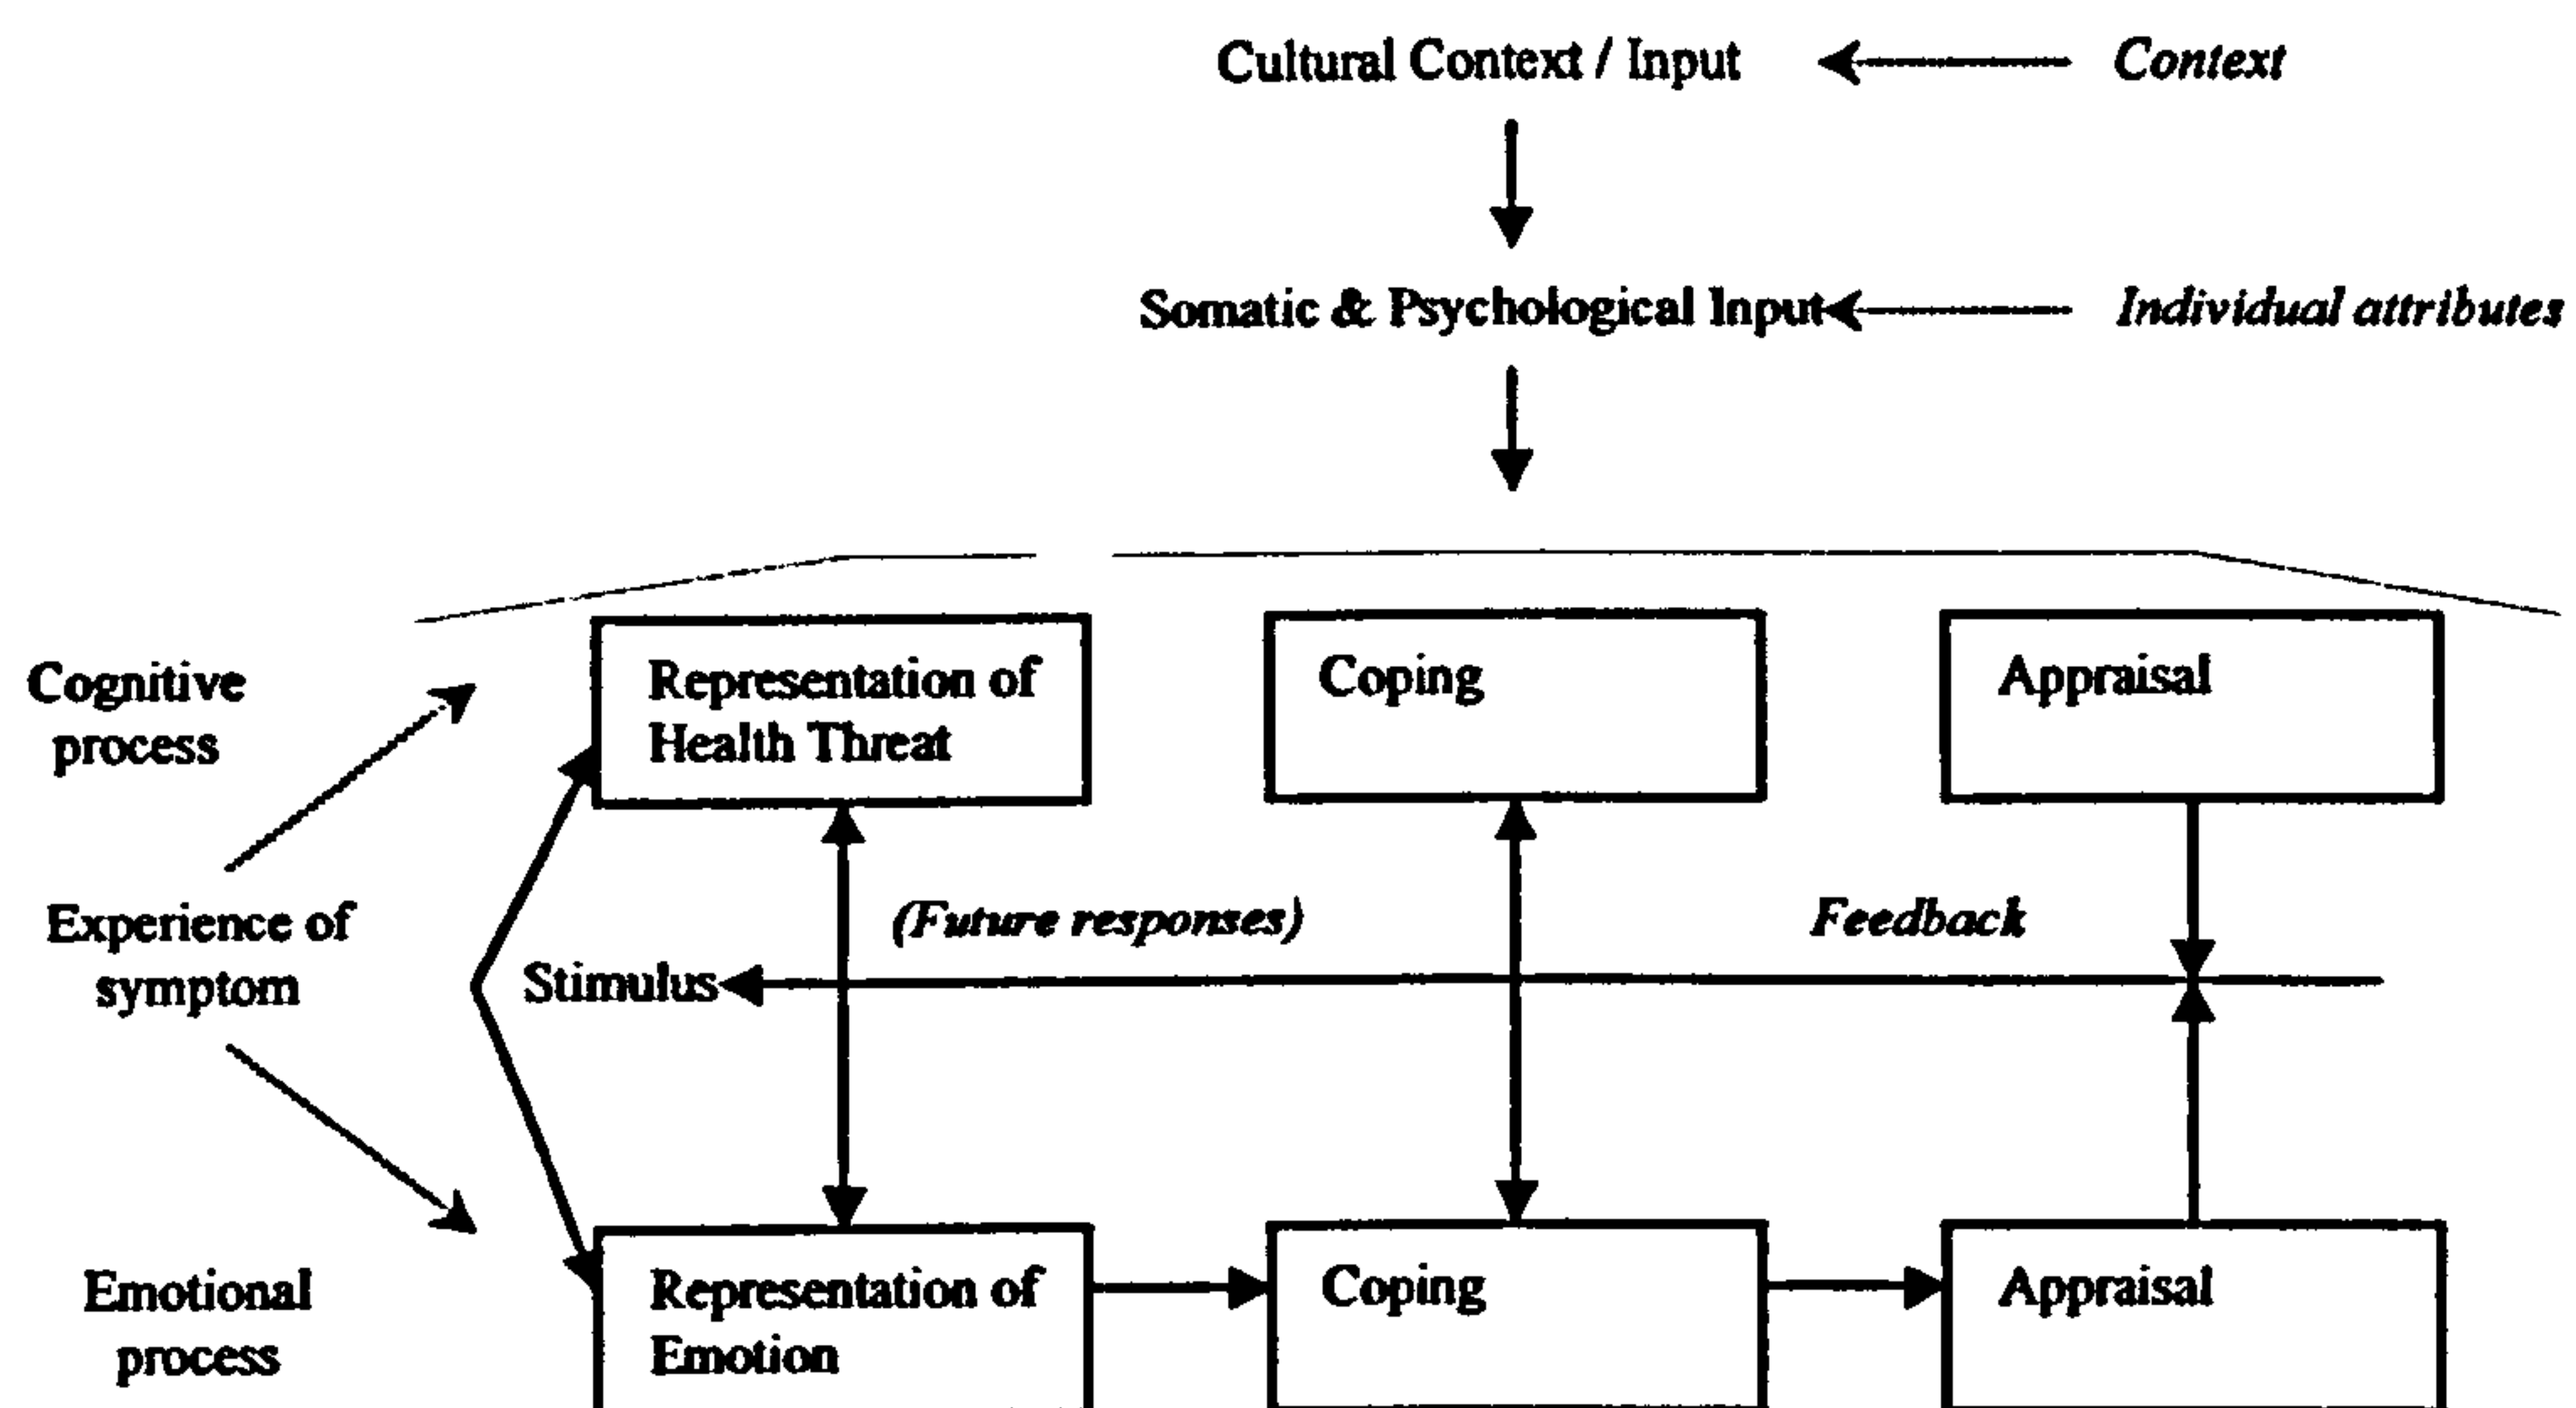 Cultural Context / Input
Context
Somatic & Psychological Input
Individual attributes
Cognitive
process
Representation of
Health Threat
Coping
Appraisal
Experience of
symptom
(Future responses)
Feedback
Stimulus
Emotional
process
Representation of
Emotion
Coping
Appraisal